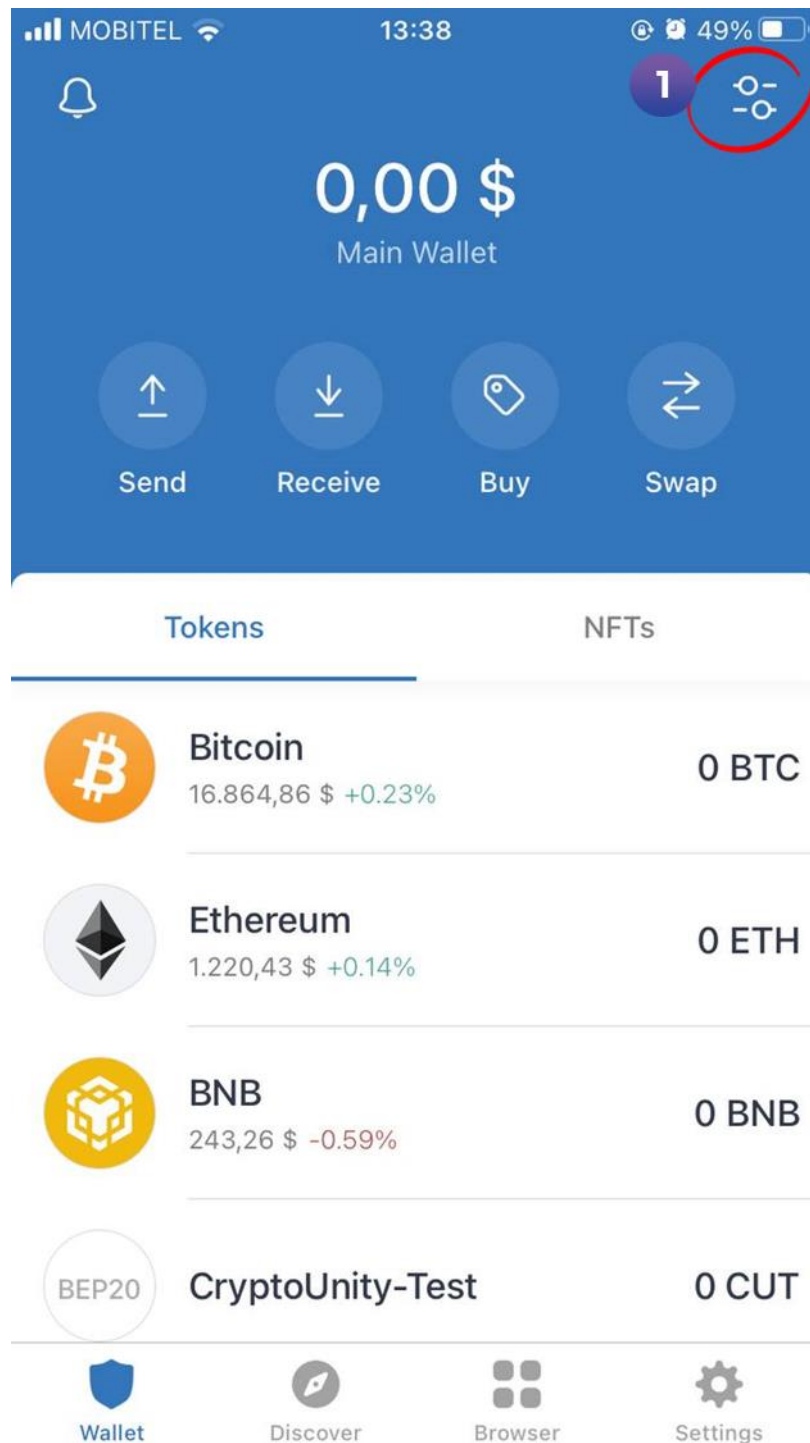 MOBITEL 13:38 49%
1
0,00 $
Main Wallet
Send Receive Buy Swap
Tokens NFTs
Bitcoin 0 BTC
16.864,86 $ +0.23%
Ethereum 0 ETH
1.220,43 $ +0.14%
BNB 0 BNB
243,26 $ -0.59%
BEP20 CryptoUnity-Test 0 CUT
Wallet Discover Browser Settings